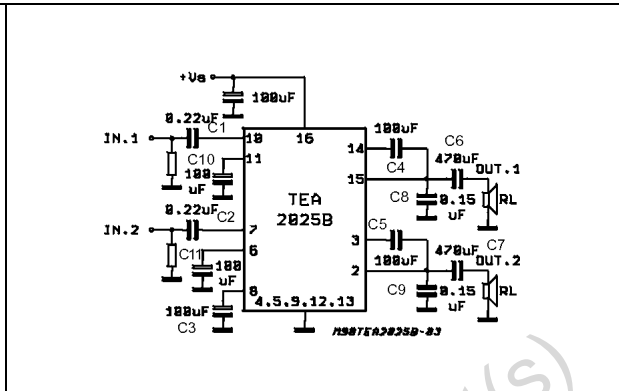 +Vs
100uF
0.22uF
C1
IN.1
10
16
C10
11
100
uF
100uF
C6
14
470uF
C4
OUT.1
15
C8
0.15
uF
RL
TEA
2025B
0.22uF
C2
IN.2
7
C11
6
100
uF
C5
3
470uF
C7
100uF
OUT.2
2
C9
0.15
uF
RL
8
100uF
C3
4.5.9.12.13
M90TEA2025B-03
(s)